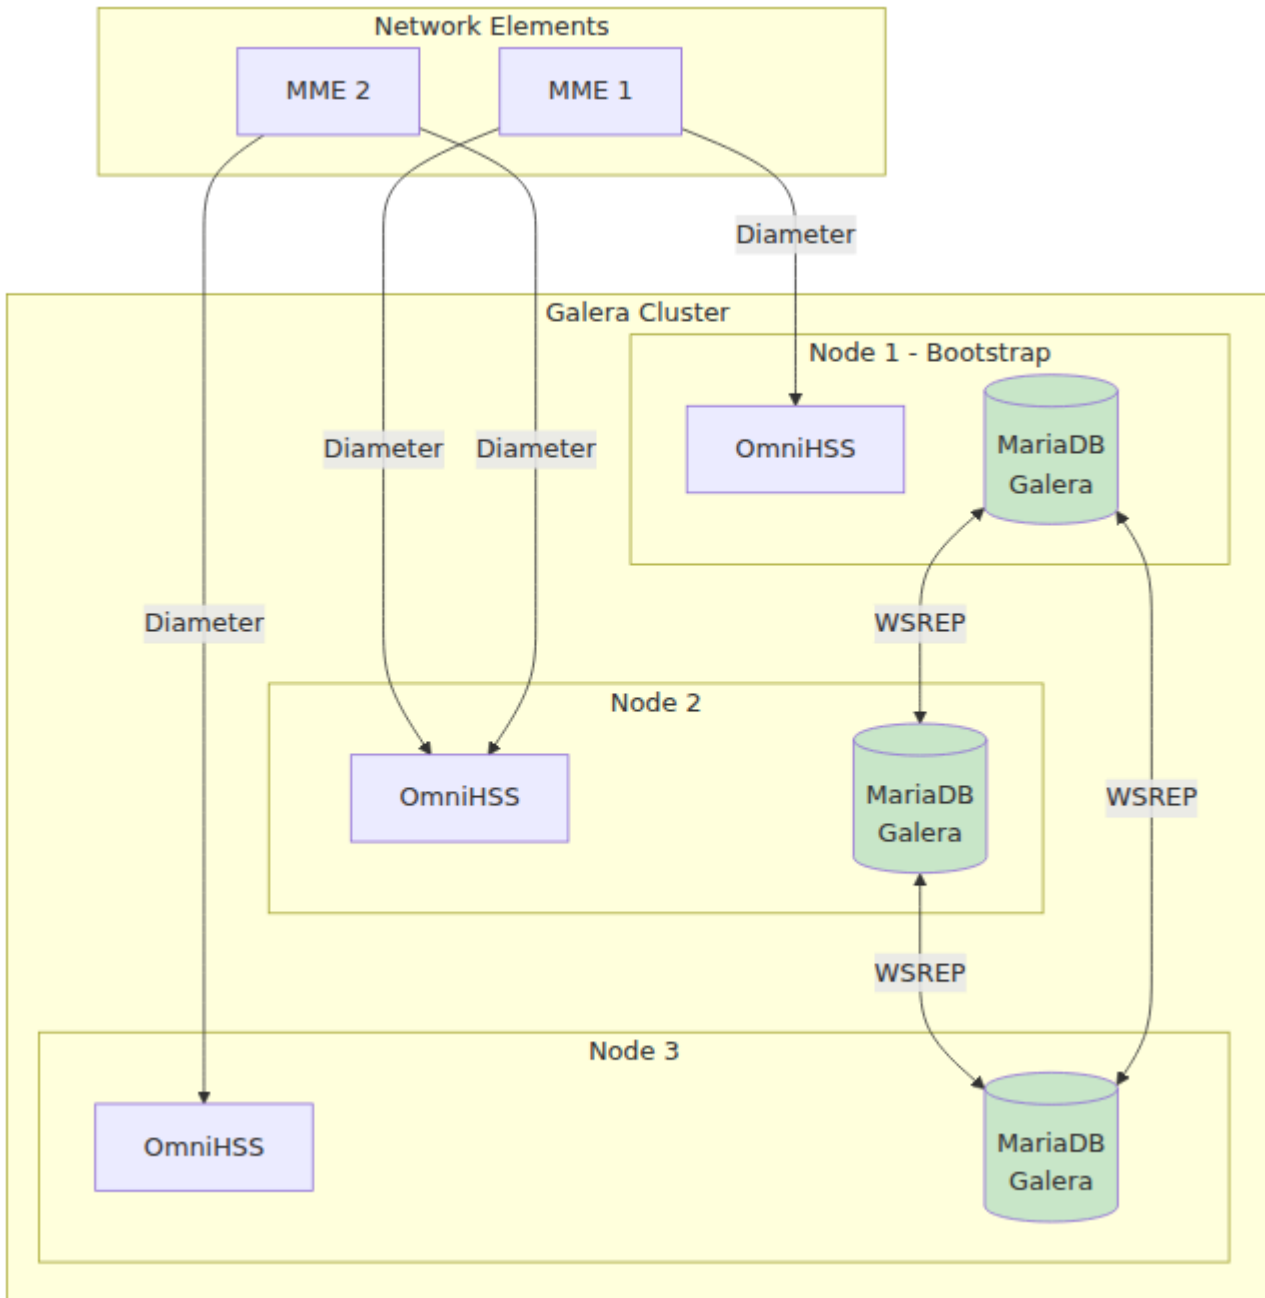 Network Elements
MME 2
MME 1
Diameter
Galera Cluster
Node 1 - Bootstrap
OmniHSS
MariaDB
Galera
Diameter
Diameter
Diameter
WSREP
Node 2
OmniHSS
MariaDB
Galera
WSREP
WSREP
Node 3
OmniHSS
MariaDB
Galera